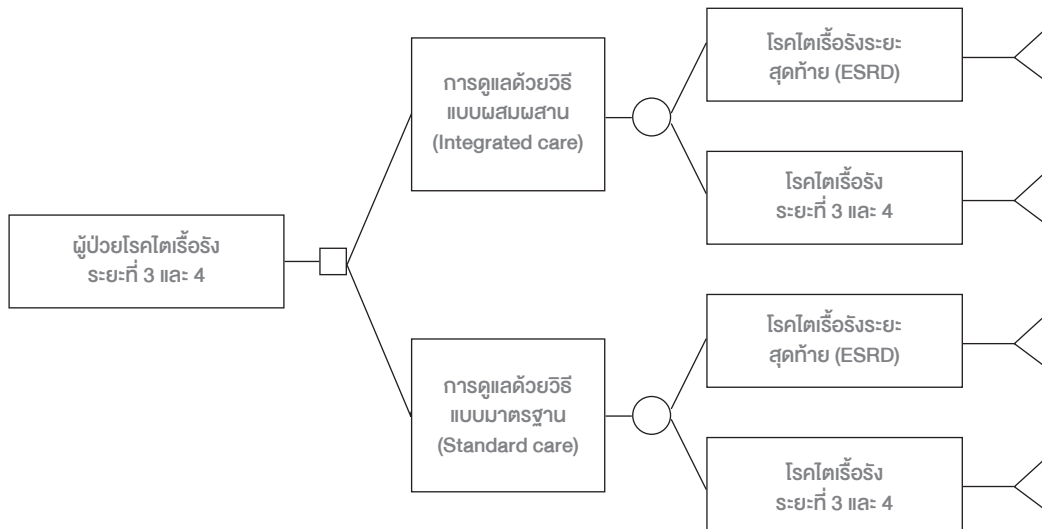 ผู้ป่วยโรคไตเรื้อรัง
ระยะที่ 3 และ 4
การดูแลด้วยวิธี
แบบผสมผสาน
(Integrated care)
โรคไตเรื้อรังระยะ
สุดท้าย (ESRD)
โรคไตเรื้อรัง
ระยะที่ 3 และ 4
การดูแลด้วยวิธี
แบบมาตรฐาน
(Standard care)
โรคไตเรื้อรังระยะ
สุดท้าย (ESRD)
โรคไตเรื้อรัง
ระยะที่ 3 และ 4